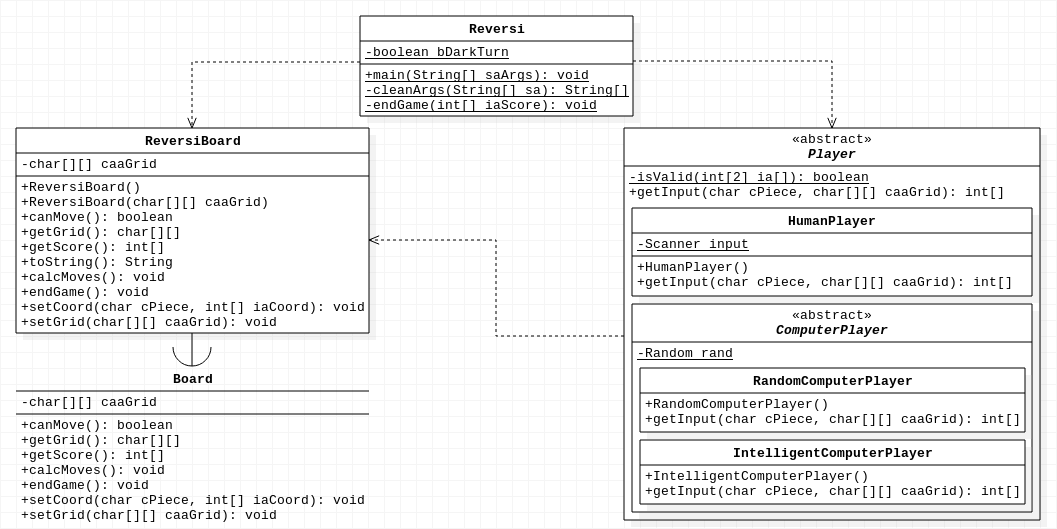 Reversi
-boolean bDarkTurn
+main(String[] saArgs): void
-cleanArgs(String[] sa): String[]
-endGame(int[] iaScore): void
ReversiBoard
-char[][] caaGrid
+ReversiBoard()
+ReversiBoard(char[][] caaGrid)
+canMove(): boolean
+getGrid(): char[][]
+getScore(): int[]
+toString(): String
+calcMoves(): void
+endGame(): void
+setCoord(char cPiece, int[] iaCoord): void
+setGrid(char[][] caaGrid): void
Board
-char[][] caaGrid
+canMove(): boolean
+getGrid(): char[][]
+getScore(): int[]
+calcMoves(): void
+endGame(): void
+setCoord(char cPiece, int[] iaCoord): void
+setGrid(char[][] caaGrid): void
«abstract»
Player
-isValid(int[2] ia[]): boolean
+getInput(char cPiece, char[][] caaGrid): int[]
HumanPlayer
-Scanner input
+HumanPlayer()
+getInput(char cPiece, char[][] caaGrid): int[]
«abstract»
ComputerPlayer
-Random rand
RandomComputerPlayer
+RandomComputerPlayer()
+getInput(char cPiece, char[][] caaGrid): int[]
IntelligentComputerPlayer
+IntelligentComputerPlayer()
+getInput(char cPiece, char[][] caaGrid): int[]